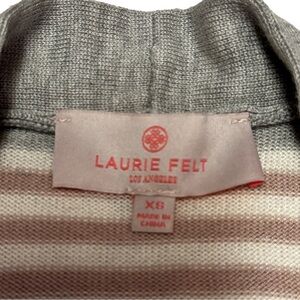 LAURIE FELT
LOS ANGELES
XS
MADE IN
CHINA